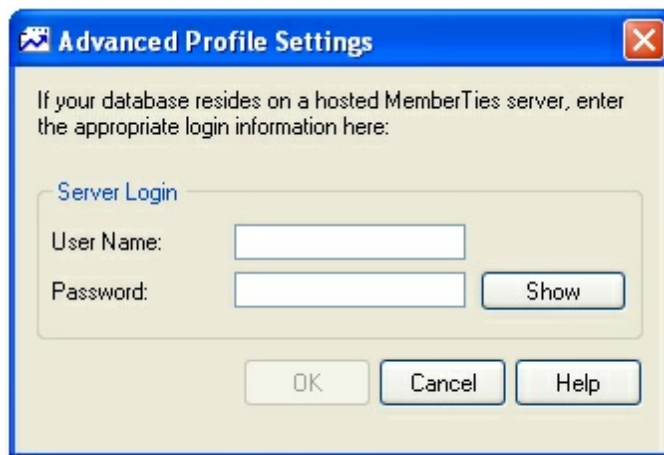 Advanced Profile Settings
If your database resides on a hosted MemberTies server, enter
the appropriate login information here:
Server Login
User Name:
Password:
Show
OK
Cancel
Help